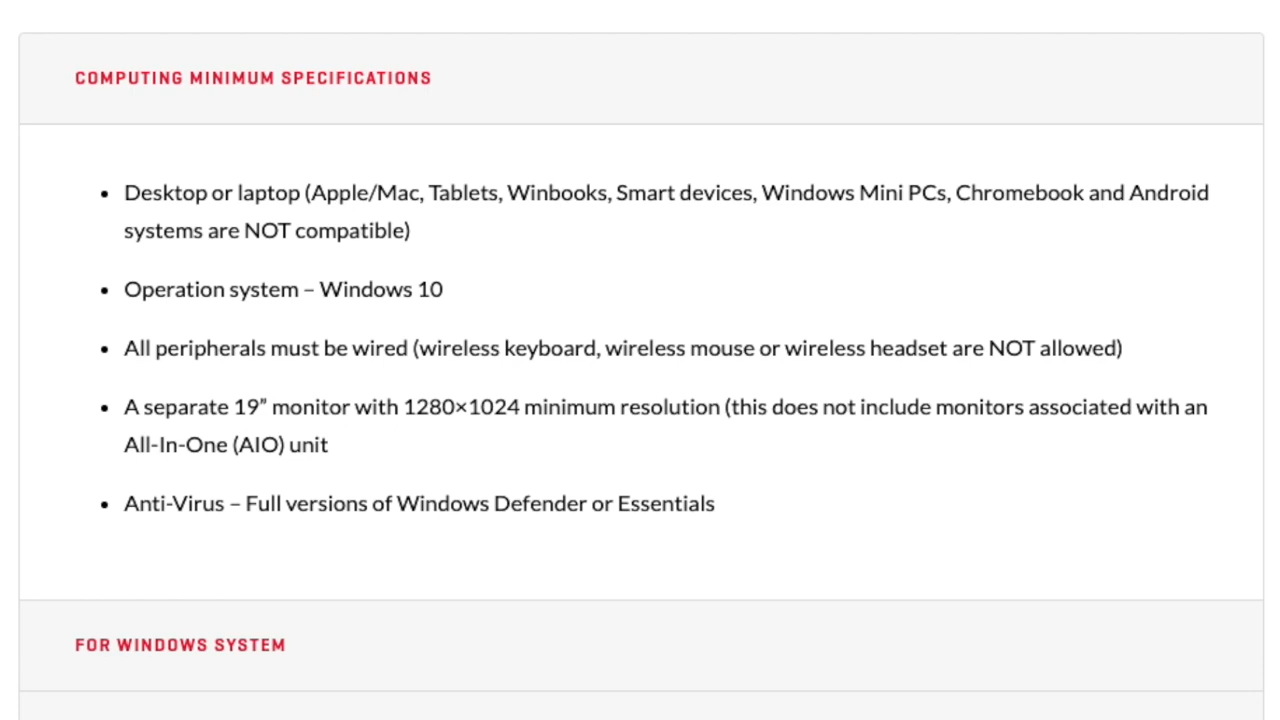 COMPUTING MINIMUM SPECIFICATIONS
• Desktop or laptop (Apple/Mac, Tablets, Winbooks, Smart devices, Windows Mini PCs, Chromebook and Android
systems are NOT compatible)
• Operation system – Windows 10
• All peripherals must be wired (wireless keyboard, wireless mouse or wireless headset are NOT allowed)
• A separate 19” monitor with 1280×1024 minimum resolution (this does not include monitors associated with an
All-In-One (AIO) unit
• Anti-Virus – Full versions of Windows Defender or Essentials
FOR WINDOWS SYSTEM